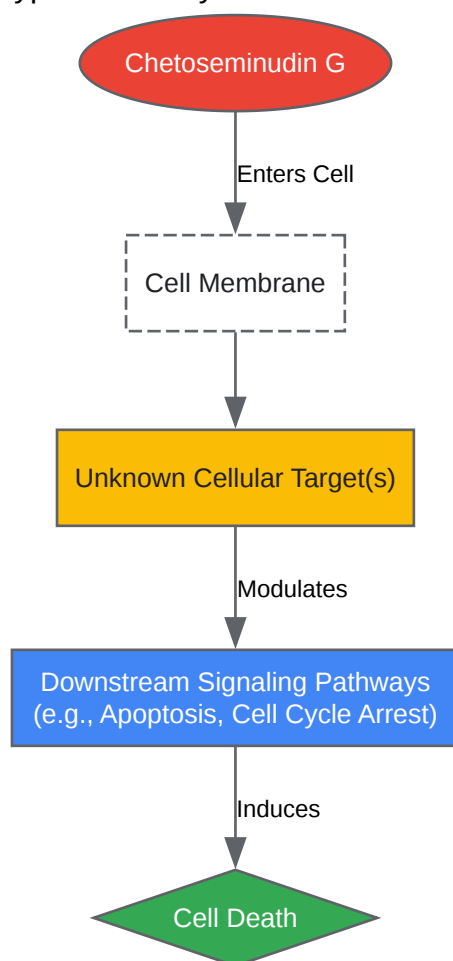 Chetoseminudin G
Enters Cell
Cell Membrane
Unknown Cellular Target(s)
Modulates
Downstream Signaling Pathways
(e.g., Apoptosis, Cell Cycle Arrest)
Induces
Cell Death